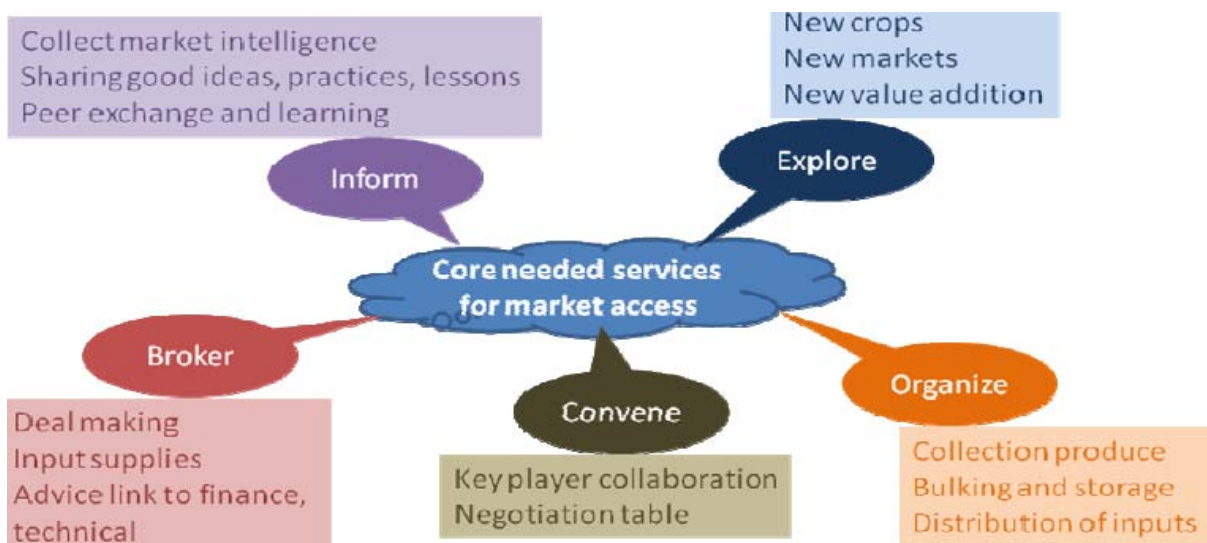 Collect market intelligence
Sharing good ideas, practices, lessons
Peer exchange and learning
Inform
New crops
New markets
New value addition
Explore
Core needed services
for market access
Broker
Deal making
Input supplies
Advice link to finance,
technical
Convene
Key player collaboration
Negotiation table
Organize
Collection produce
Bulking and storage
Distribution of inputs